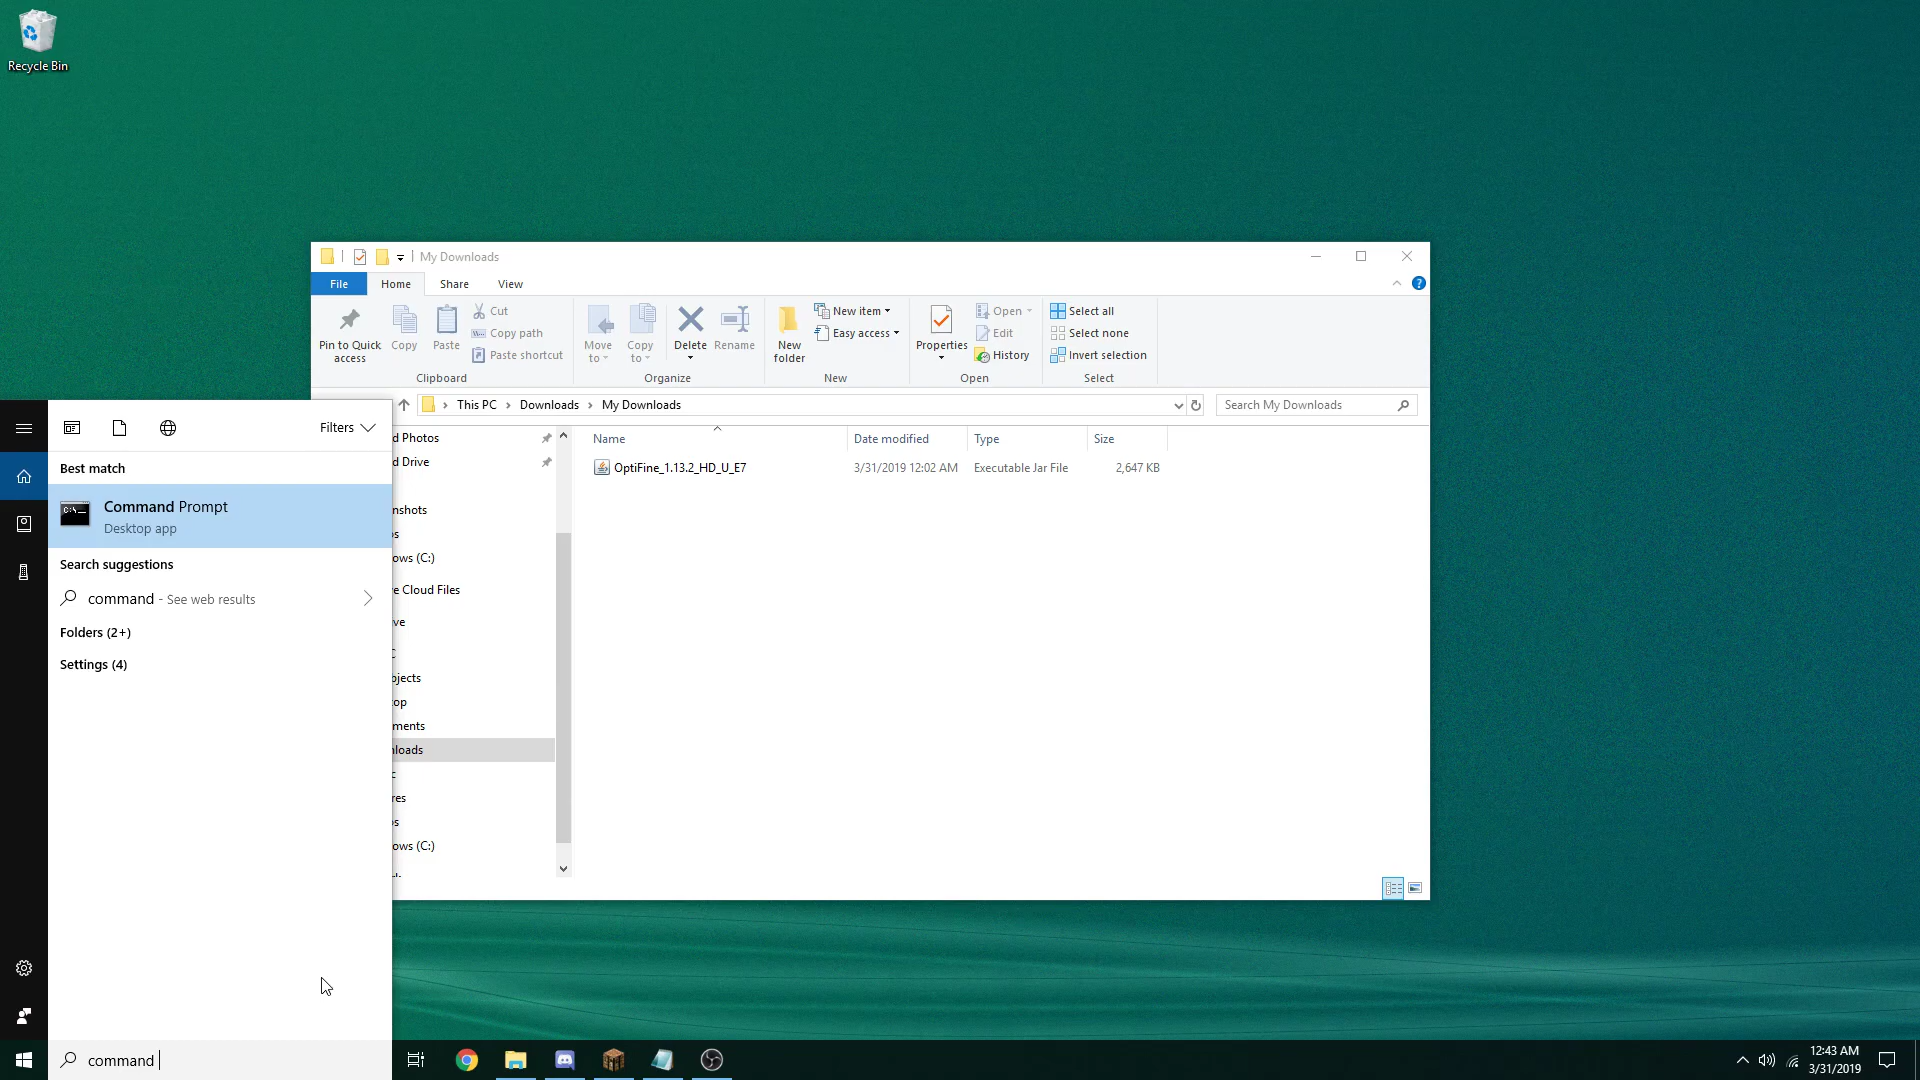 Recycle Bin
My Downloads
File
Home
Share
View
Pin to Quick access
Copy
Paste
Cut
Copy path
Paste shortcut
Clipboard
Move to
Copy to
Delete
Rename
Organize
New folder
New item
Easy access
New
Properties
Open
Edit
History
Open
Select all
Select none
Invert selection
Select
This PC
Downloads
My Downloads
Search My Downloads
d Photos
d Drive
nshots
ows (C:)
e Cloud Files
ve
bjects
top
ments
nloads
res
ows (C:)
Name
Date modified
Type
Size
OptiFine_1.13.2_HD_U_E7
3/31/2019 12:02 AM
Executable Jar File
2,647 KB
Filters
Best match
Command Prompt
Desktop app
Search suggestions
command - See web results
Folders (2+)
Settings (4)
command
12:43 AM
3/31/2019